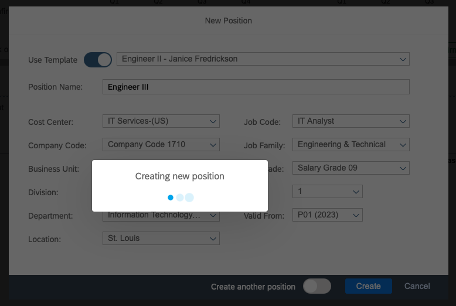 New Position
Use Template Engineer II - Janice Fredrickson
Position Name: Engineer III
Cost Center: IT Services-(US) Job Code: IT Analyst
Company Code: Company Code 1710 Job Family: Engineering & Technical
Business Unit: ade: Salary Grade 09
Creating new position
Division: 1
Department: Information Technology... Valid From: P01 (2023)
Location: St. Louis
Create another position Create Cancel